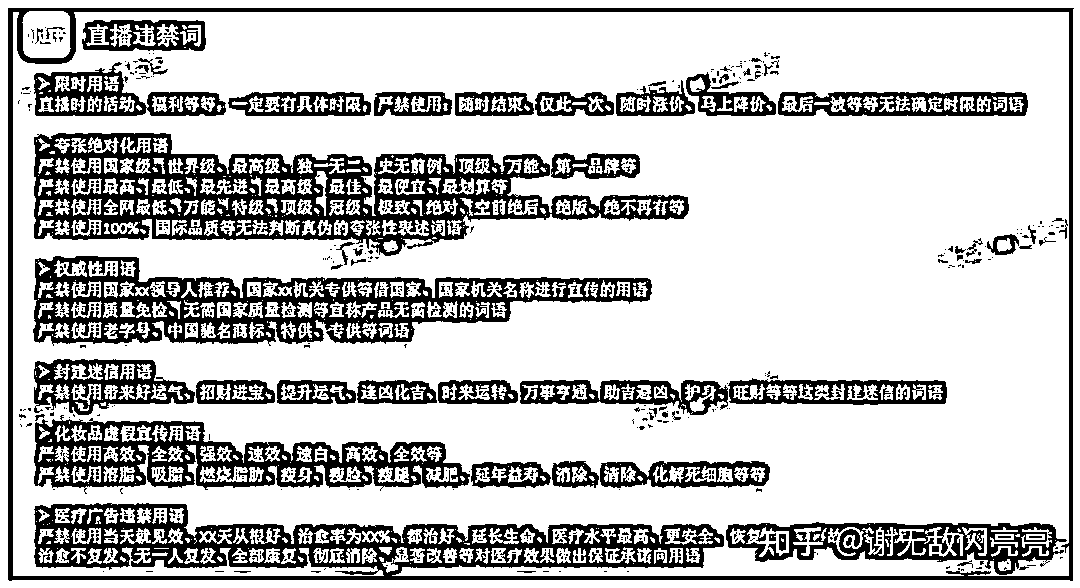 直播违禁词
➤限时用语
直播时的活动、福利等等，一定要有具体时限，严禁使用：随时结束、仅此一次、随时涨价、马上降价、最后一波等等无法确定时限的词语
➤夸张绝对化用语
严禁使用国家级、世界级、最高级、独一无二、史无前例、顶级、万能、第一品牌等
严禁使用最高、最低、最先进、最高级、最佳、最便宜、最划算等
严禁使用全网最低、万能、特级、顶级、冠级、极致、绝对、空前绝后、绝版、绝不再有等
严禁使用100%、国际品质等无法判断真伪的夸张性表述词语
➤权威性用语
严禁使用国家xx领导人推荐、国家xx机关专供等借国家、国家机关名称进行宣传的用语
严禁使用质量免检、无需国家质量检测等宣称产品无需检测的词语
严禁使用老字号、中国驰名商标、特供、专供等词语
➤封建迷信用语
严禁使用带来好运气、招财进宝、提升运气、逢凶化吉、时来运转、万事亨通、助吉避凶、护身、旺财等等这类封建迷信的词语
➤化妆品虚假宣传用语
严禁使用高效、全效、强效、速效、速白、高效、全效等
严禁使用溶脂、吸脂、燃烧脂肪、瘦身、瘦脸、瘦腿、减肥、延年益寿、消除、清除、化解死细胞等等
➤医疗广告违禁用语
严禁使用当天就见效、XX天从很好、治愈率为XX%、都治好、延长生命、医疗水平最高、更安全、恢复
治愈不复发、无一人复发、全部康复、彻底消除、显著改善等对医疗效果做出保证承诺向用语
知乎 @谢无敌闪亮亮